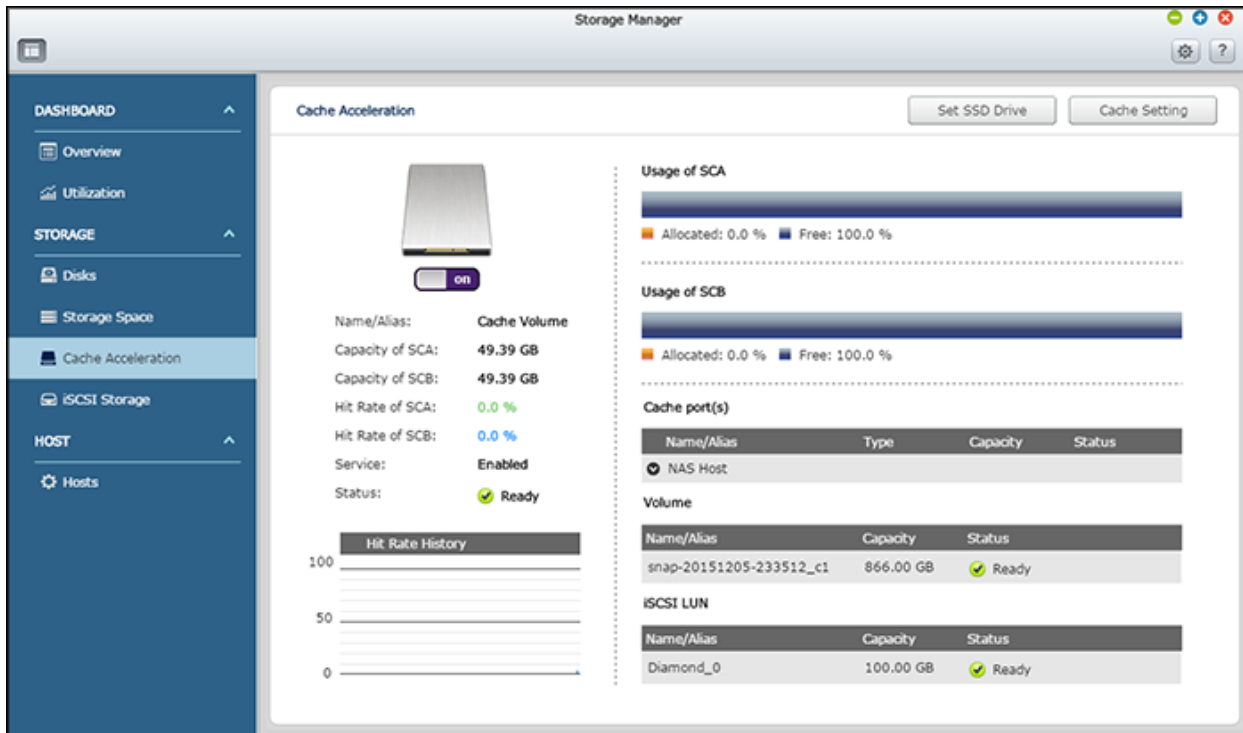 Storage Manager
?
DASHBOARD
Overview
Utilization
STORAGE
Disks
Storage Space
Cache Acceleration
iSCSI Storage
HOST
Hosts
Cache Acceleration
Set SSD Drive
Cache Setting
on
Name/Alias: Cache Volume
Capacity of SCA: 49.39 GB
Capacity of SCB: 49.39 GB
Hit Rate of SCA: 0.0 %
Hit Rate of SCB: 0.0 %
Service: Enabled
Status: Ready
Hit Rate History
100
50
0
Usage of SCA
Allocated: 0.0 % Free: 100.0 %
Usage of SCB
Allocated: 0.0 % Free: 100.0 %
Cache port(s)
Name/Alias Type Capacity Status
NAS Host
Volume
Name/Alias Capacity Status
snap-20151205-233512_c1 866.00 GB Ready
iSCSI LUN
Name/Alias Capacity Status
Diamond_0 100.00 GB Ready